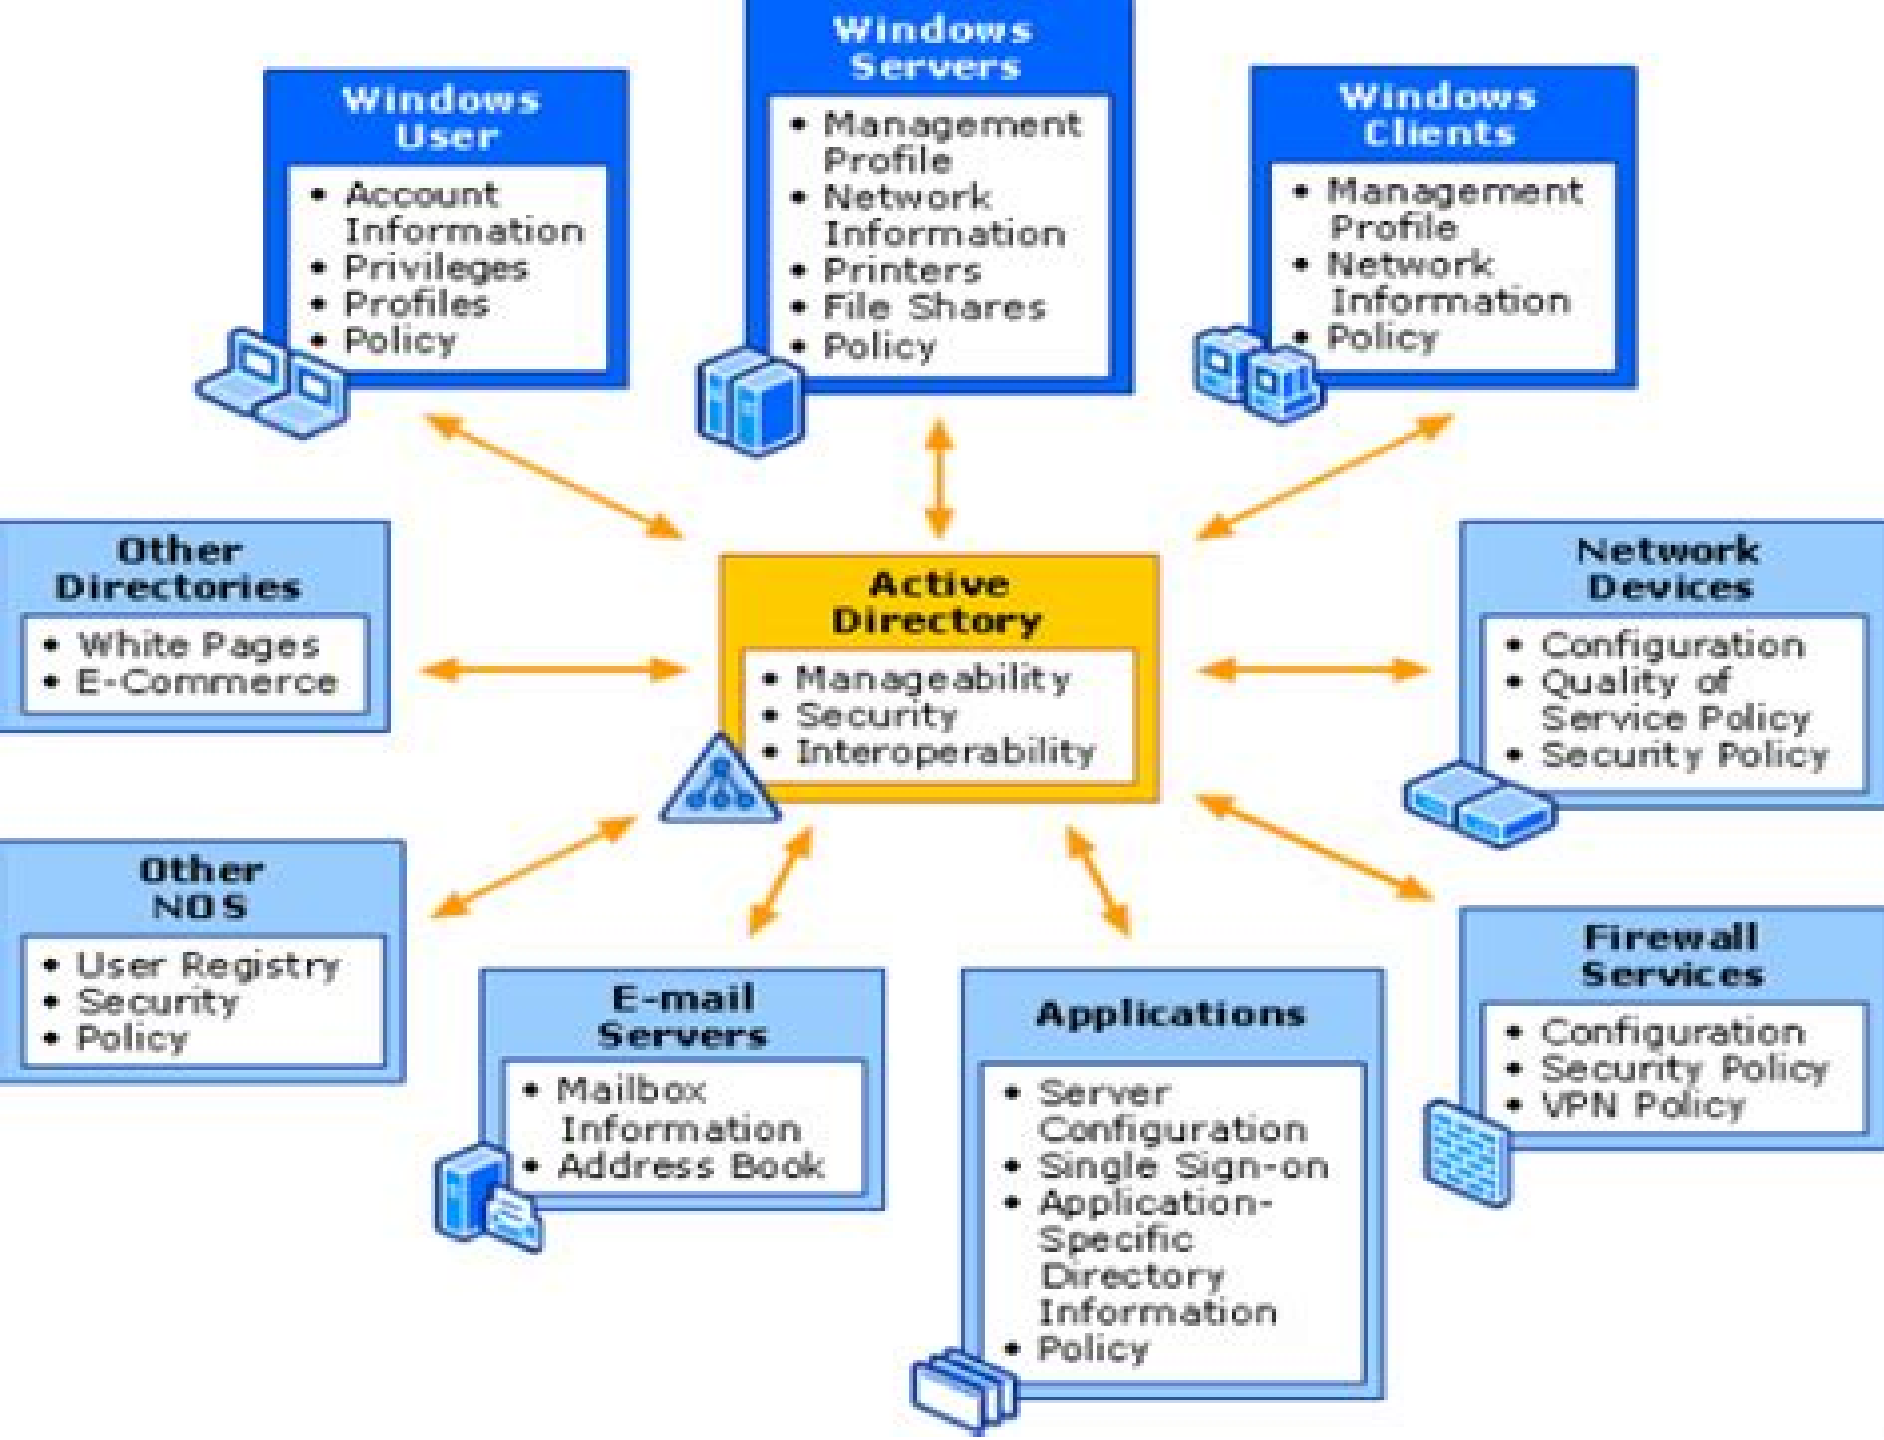 Windows
Servers
• Management
Profile
• Network
Information
• Printers
• File Shares
• Policy
Windows
User
• Account
Information
• Privileges
• Profiles
• Policy
Windows
Clients
• Management
Profile
• Network
Information
• Policy
Other
Directories
• White Pages
• E-Commerce
Active
Directory
• Manageability
• Security
• Interoperability
Network
Devices
• Configuration
• Quality of
Service Policy
• Security Policy
Other
NOS
• User Registry
• Security
• Policy
E-mail
Servers
• Mailbox
Information
• Address Book
Applications
• Server
Configuration
• Single Sign-on
• Application-
Specific
Directory
Information
• Policy
Firewall
Services
• Configuration
• Security Policy
• VPN Policy